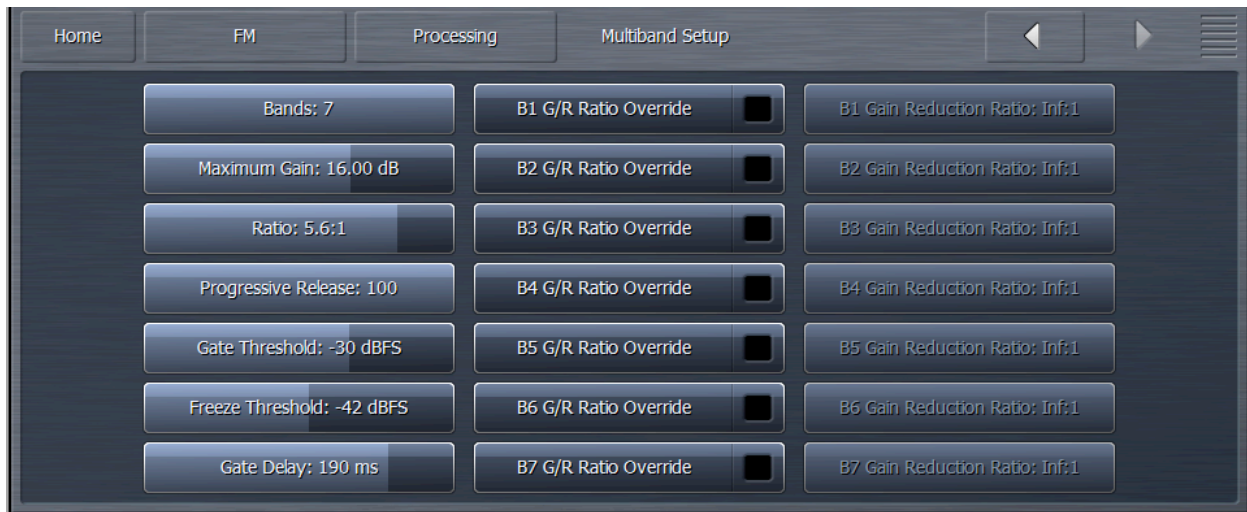 Home FM Processing Multiband Setup
Bands: 7 B1 G/R Ratio Override B1 Gain Reduction Ratio: Inf:1
Maximum Gain: 16.00 dB B2 G/R Ratio Override B2 Gain Reduction Ratio: Inf:1
Ratio: 5.6:1 B3 G/R Ratio Override B3 Gain Reduction Ratio: Inf:1
Progressive Release: 100 B4 G/R Ratio Override B4 Gain Reduction Ratio: Inf:1
Gate Threshold: -30 dBFS B5 G/R Ratio Override B5 Gain Reduction Ratio: Inf:1
Freeze Threshold: -42 dBFS B6 G/R Ratio Override B6 Gain Reduction Ratio: Inf:1
Gate Delay: 190 ms B7 G/R Ratio Override B7 Gain Reduction Ratio: Inf:1